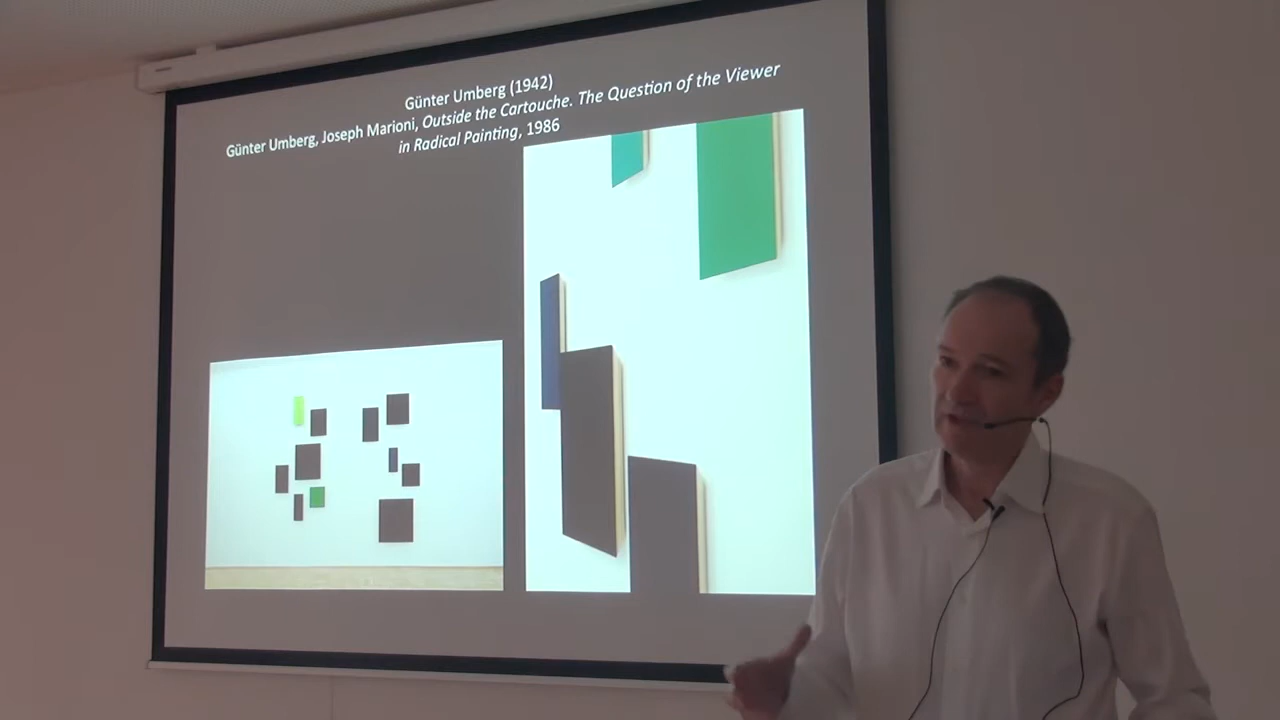 Günter Umberg (1942)
Günter Umberg, Joseph Marioni, Outside the Cartouche. The Question of the Viewer
in Radical Painting, 1986